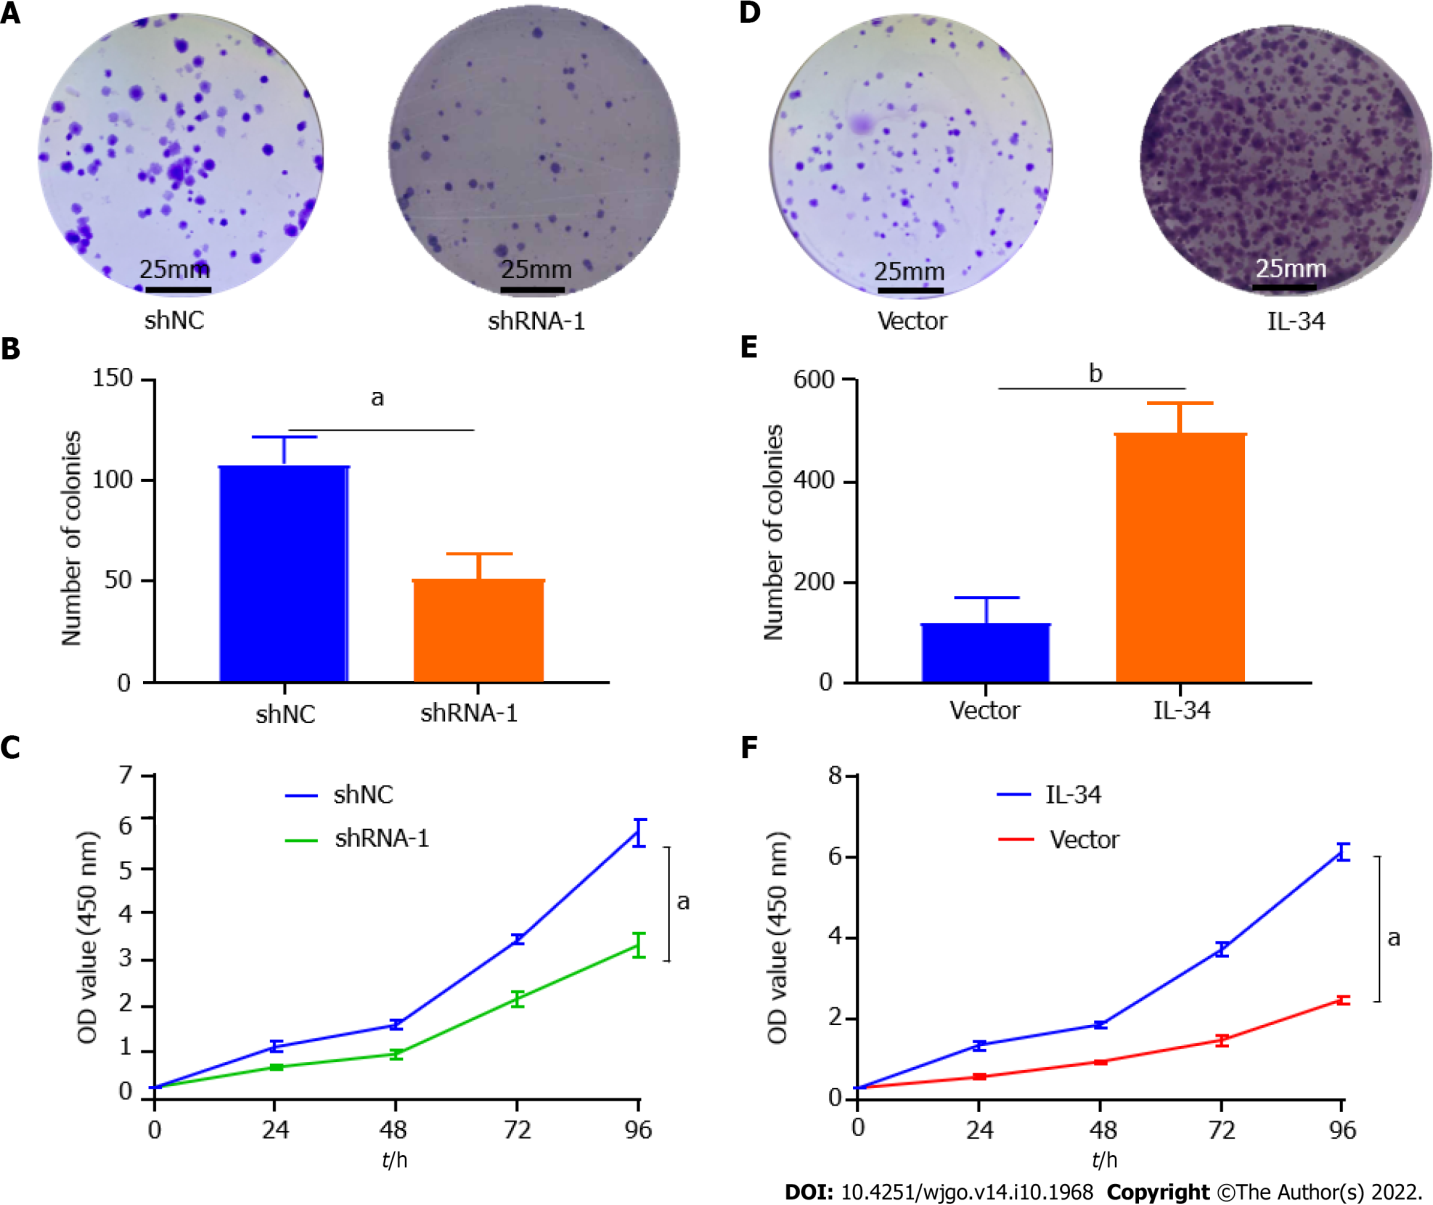 A
D
25mm
25mm
25mm
25mm
shNC
shRNA-1
Vector
IL-34
B
150
100
50
0
Number of colonies
a
shNC
shRNA-1
E
600
400
200
0
Number of colonies
b
Vector
IL-34
C
7
6
5
4
3
2
1
0
OD value (450 nm)
shNC
shRNA-1
a
0 24 48 72 96
t/h
F
8
6
4
2
0
OD value (450 nm)
IL-34
Vector
a
0 24 48 72 96
t/h
DOI: 10.4251/wjgo.v14.i10.1968 Copyright ©The Author(s) 2022.